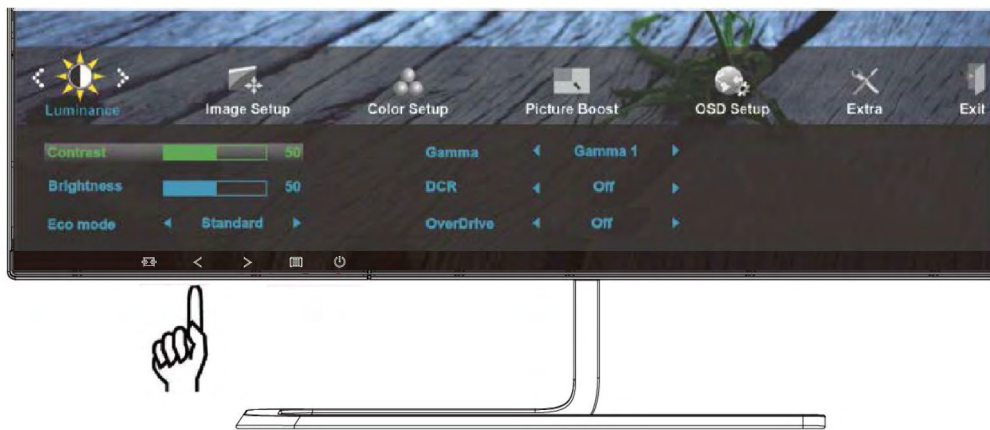 Luminance Image Setup Color Setup Picture Boost OSD Setup Extra Exit
Contrast 50 Gamma Gamma 1
Brightness 50 DCR Off
Eco mode Standard OverDrive Off